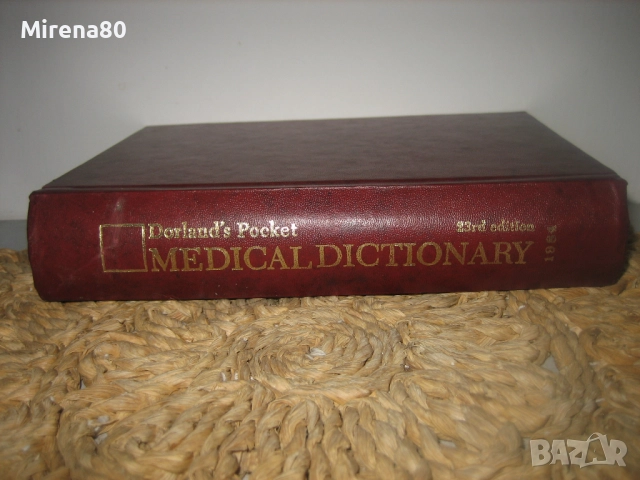 Mirena80
Dorland's Pocket 23rd edition
MEDICAL DICTIONARY 1984
BAZAR